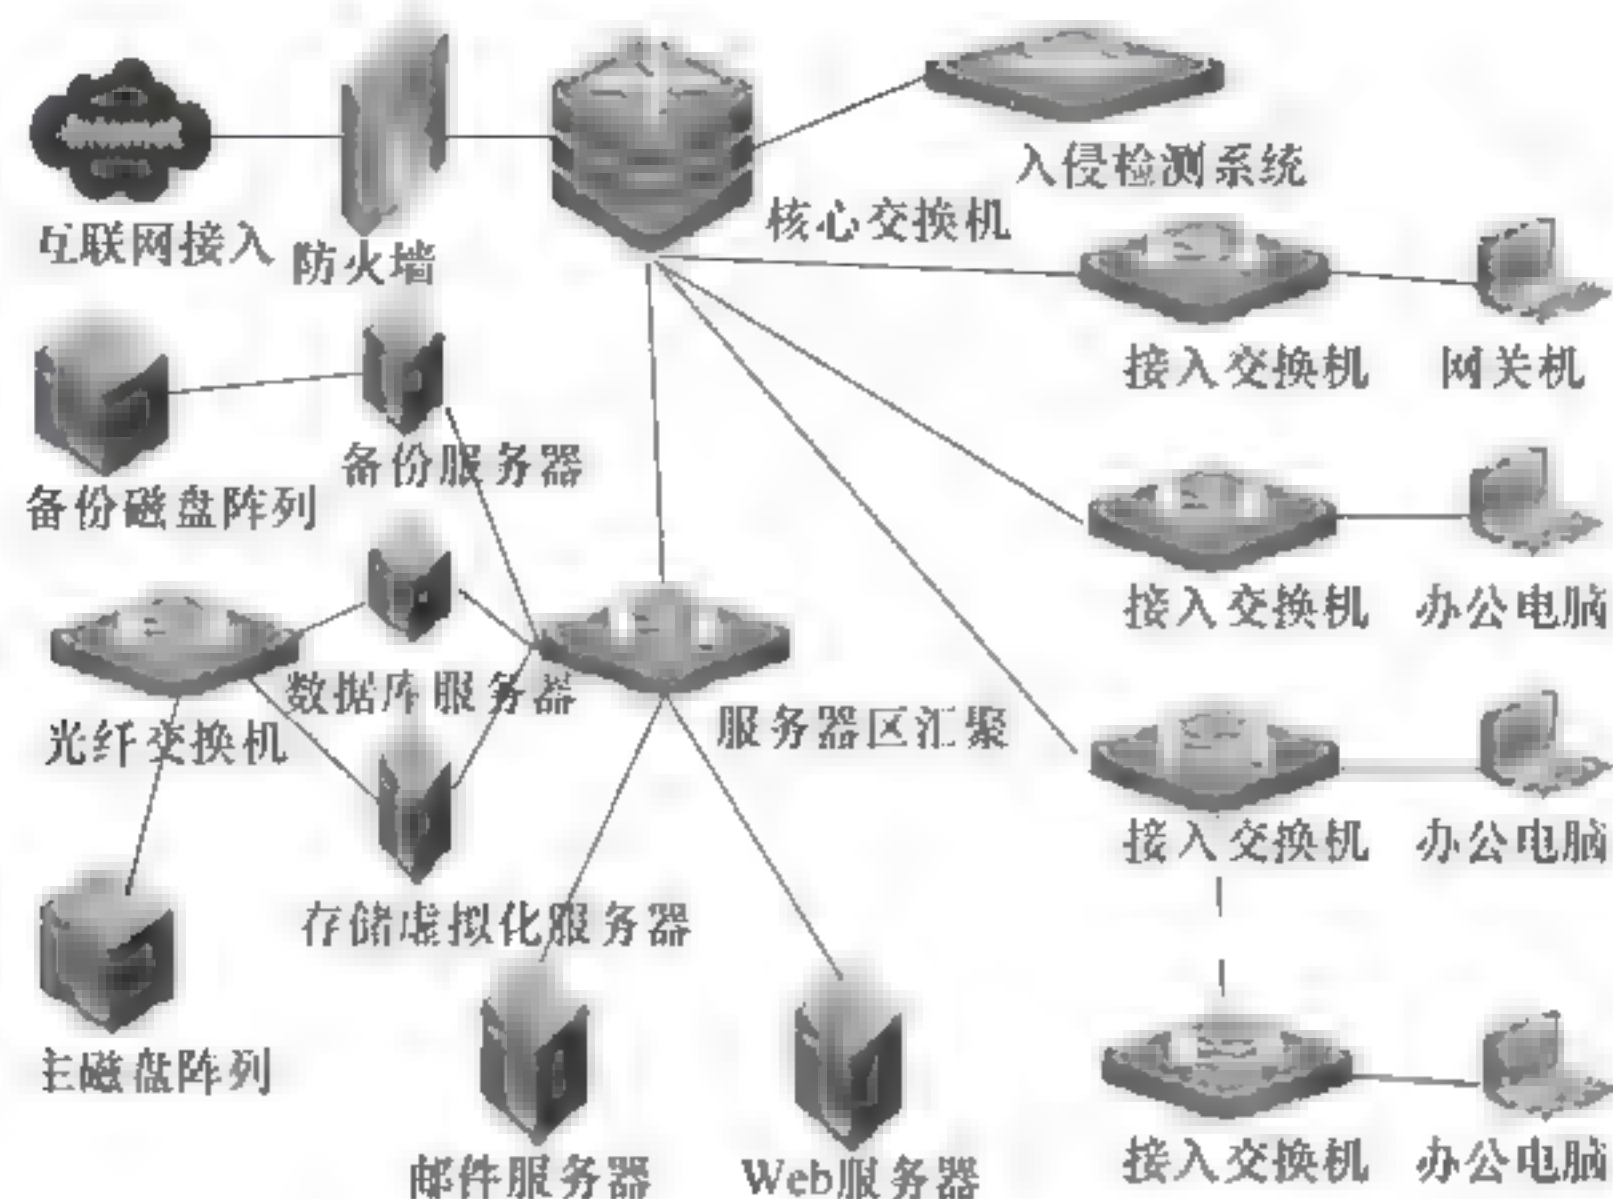 互联网接入
防火墙
核心交换机
入侵检测系统
接入交换机
网关机
备份服务器
备份磁盘阵列
接入交换机
办公电脑
数据库服务器
光纤交换机
服务器区汇聚
接入交换机
办公电脑
存储虚拟化服务器
主磁盘阵列
邮件服务器
Web服务器
接入交换机
办公电脑